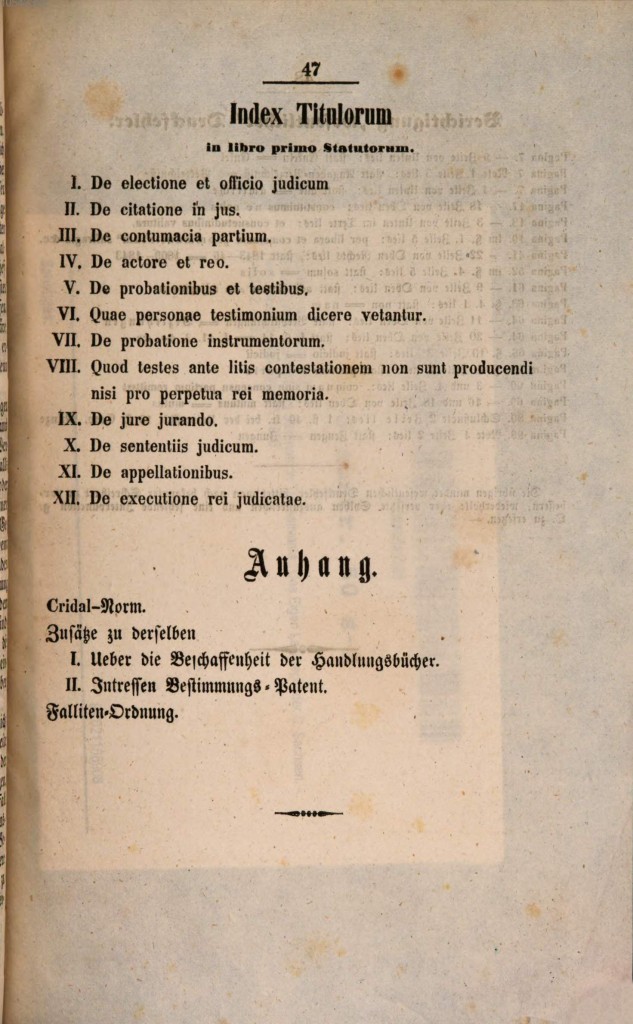 47
Index Titulorum
in libro primo Statutorum.
I. De electione et officio judicum
II. De citatione in jus.
III. De contumacia partium.
IV. De actore et reo.
V. De probationibus et testibus.
VI. Quae personae testimonium dicere vetantur.
VII. De probatione instrumentorum.
VIII. Quod testes ante litis contestationem non sunt producendi
nisi pro perpetua rei memoria.
IX. De jure jurando.
X. De sententiis judicum.
XI. De appellationibus.
XII. De executione rei judicatae.
Anhang.
Cridal-Norm.
Zusätze zu derselben
I. Ueber die Beschaffenheit der Handlungsbücher.
II. Intressen Bestimmungs-Patent.
Falliten-Ordnung.